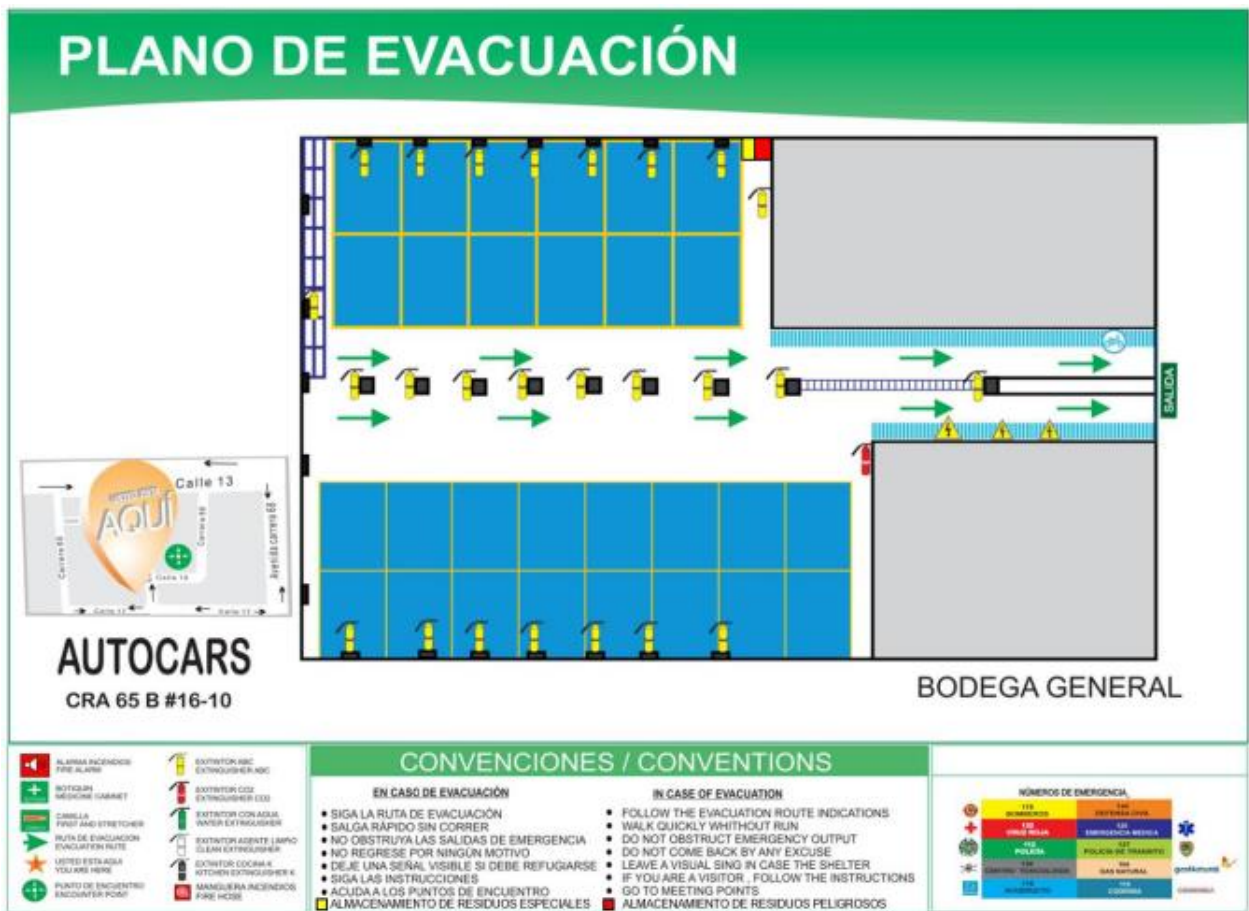 PLANO DE EVACUACIÓN
SALIDA
Calle 13
AQUÍ
Carrera 68
Avenida carrera 68
AUTOCARS
CRA 65 B #16-10
BODEGA GENERAL
ALARMA INCENDIOS
FIRE ALARM
BOTIQUIN
MEDICINE CABINET
CAMILLA
FIRST AND STRETCHER
RUTA DE EVACUACION
EVACUATION RUTE
USTED ESTA AQUI
YOU ARE HERE
PUNTO DE ENCUENTRO
ENCOUNTER POINT
EXTINTOR ABC
EXTINGUISHER ABC
EXTINTOR CO2
EXTINGUISHER CO2
EXTINTOR CON AGUA
WATER EXTINGUISHER
EXTINTOR AGENTE LIMPIO
CLEAN EXTINGUISHER
EXTINTOR COCINA K
KITCHEN EXTINGUISHER K
MANGUERA INCENDIOS
FIRE HOSE
CONVENCIONES / CONVENTIONS
EN CASO DE EVACUACIÓN
• SIGA LA RUTA DE EVACUACIÓN
• SALGA RÁPIDO SIN CORRER
• NO OBSTRUYA LAS SALIDAS DE EMERGENCIA
• NO REGRESE POR NINGÚN MOTIVO
• DEJE UNA SEÑAL VISIBLE SI DEBE REFUGIARSE
• SIGA LAS INSTRUCCIONES
• ACUDA A LOS PUNTOS DE ENCUENTRO
ALMACENAMIENTO DE RESIDUOS ESPECIALES
IN CASE OF EVACUATION
• FOLLOW THE EVACUATION ROUTE INDICATIONS
• WALK QUICKLY WHITHOUT RUN
• DO NOT OBSTRUCT EMERGENCY OUTPUT
• DO NOT COME BACK BY ANY EXCUSE
• LEAVE A VISUAL SING IN CASE THE SHELTER
• IF YOU ARE A VISITOR , FOLLOW THE INSTRUCTIONS
• GO TO MEETING POINTS
ALMACENAMIENTO DE RESIDUOS PELIGROSOS
NÚMEROS DE EMERGENCIA
BOMBEROS
DEFENSA CIVIL
CRUZ ROJA
EMERGENCIA MEDICA
POLICÍA
POLICIA DE TRANSITO
GAS NATURAL
ACUEDUCTO
CODENSA